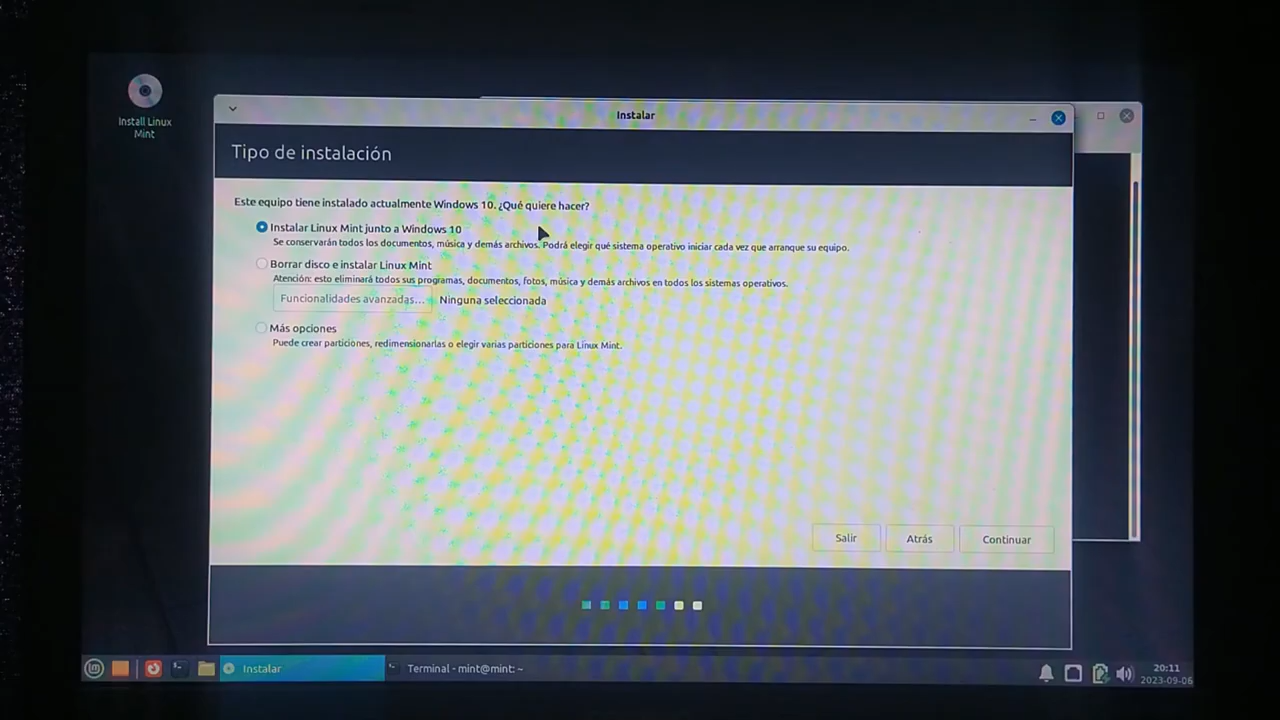 Install Linux
Mint
Instalar
Tipo de instalación
Este equipo tiene instalado actualmente Windows 10. ¿Qué quiere hacer?
Instalar Linux Mint junto a Windows 10
Se conservarán todos los documentos, música y demás archivos. Podrá elegir qué sistema operativo iniciar cada vez que arranque su equipo.
Borrar disco e instalar Linux Mint
Atención: esto eliminará todos sus programas, documentos, fotos, música y demás archivos en todos los sistemas operativos.
Funcionalidades avanzadas... Ninguna seleccionada
Más opciones
Puede crear particiones, redimensionarlas o elegir varias particiones para Linux Mint.
Salir Atrás Continuar
Instalar Terminal - mint@mint: ~ 20:11
2023-09-06